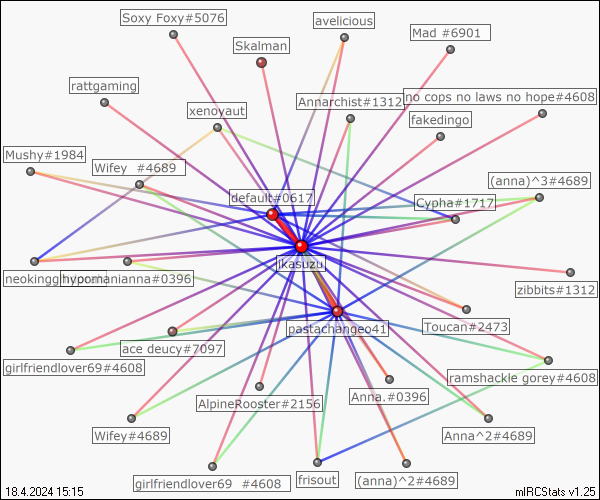 Soxy Foxy#5076
avelicious
Mad #6901
Skalman
rattgaming
xenoyaut
Annarchist#1312
no cops no laws no hope#4608
fakedingo
Mushy#1984
Wifey #4689
(anna)^3#4689
default#0617
Cypha#1717
jkasuzu
hypomanianna#0396
zibbits#1312
pastachangeo41
Toucan#2473
ace deucy#7097
girlfriendlover69#4608
ramshackle gorey#4608
Anna.#0396
AlpineRooster#2156
Wifey#4689
Anna^2#4689
girlfriendlover69 #4608
frisout
(anna)^2#4689
18.4.2024 15:15
mIRCStats v1.25